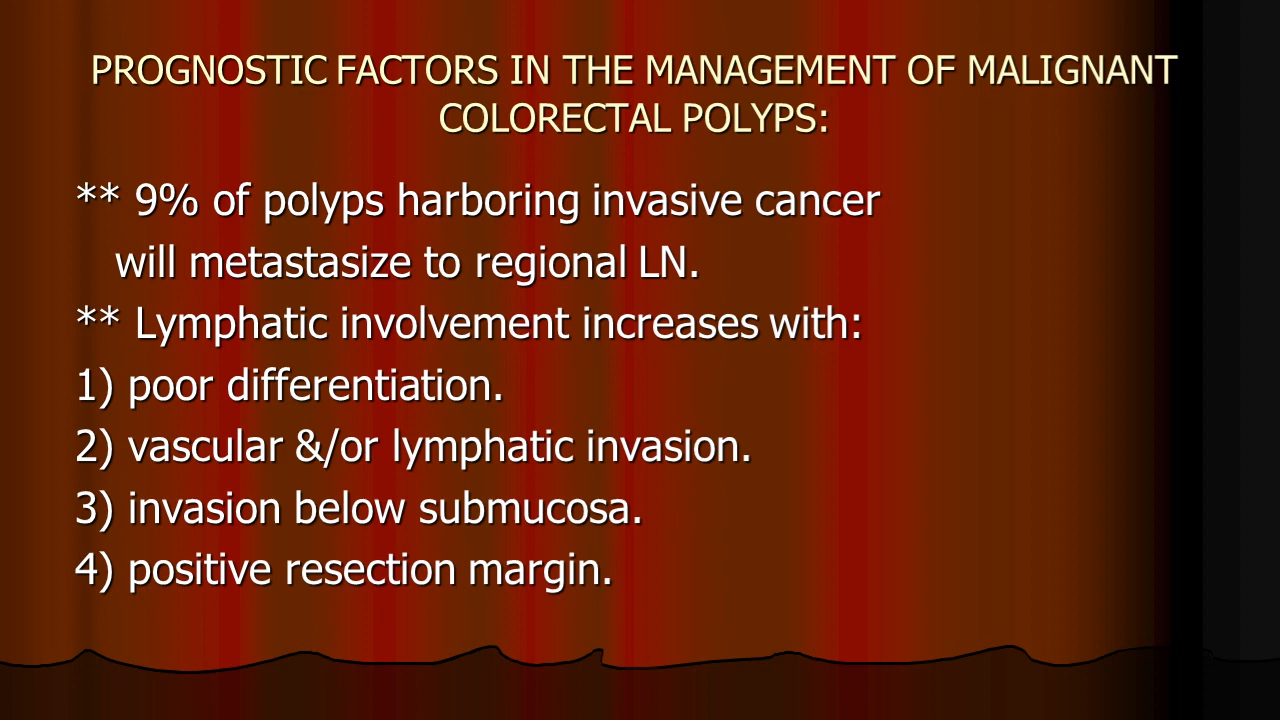 PROGNOSTIC FACTORS IN THE MANAGEMENT OF MALIGNANT
COLORECTAL POLYPS:
** 9% of polyps harboring invasive cancer
will metastasize to regional LN.
** Lymphatic involvement increases with:
1) poor differentiation.
2) vascular &/or lymphatic invasion.
3) invasion below submucosa.
4) positive resection margin.